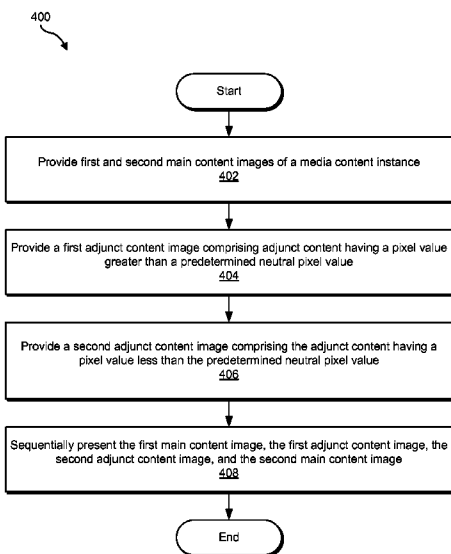 400
Start
Provide first and second main content images of a media content instance
402
Provide a first adjunct content image comprising adjunct content having a pixel value
greater than a predetermined neutral pixel value
404
Provide a second adjunct content image comprising the adjunct content having a
pixel value less than the predetermined neutral pixel value
406
Sequentially present the first main content image, the first adjunct content image, the
second adjunct content image, and the second main content image
408
End